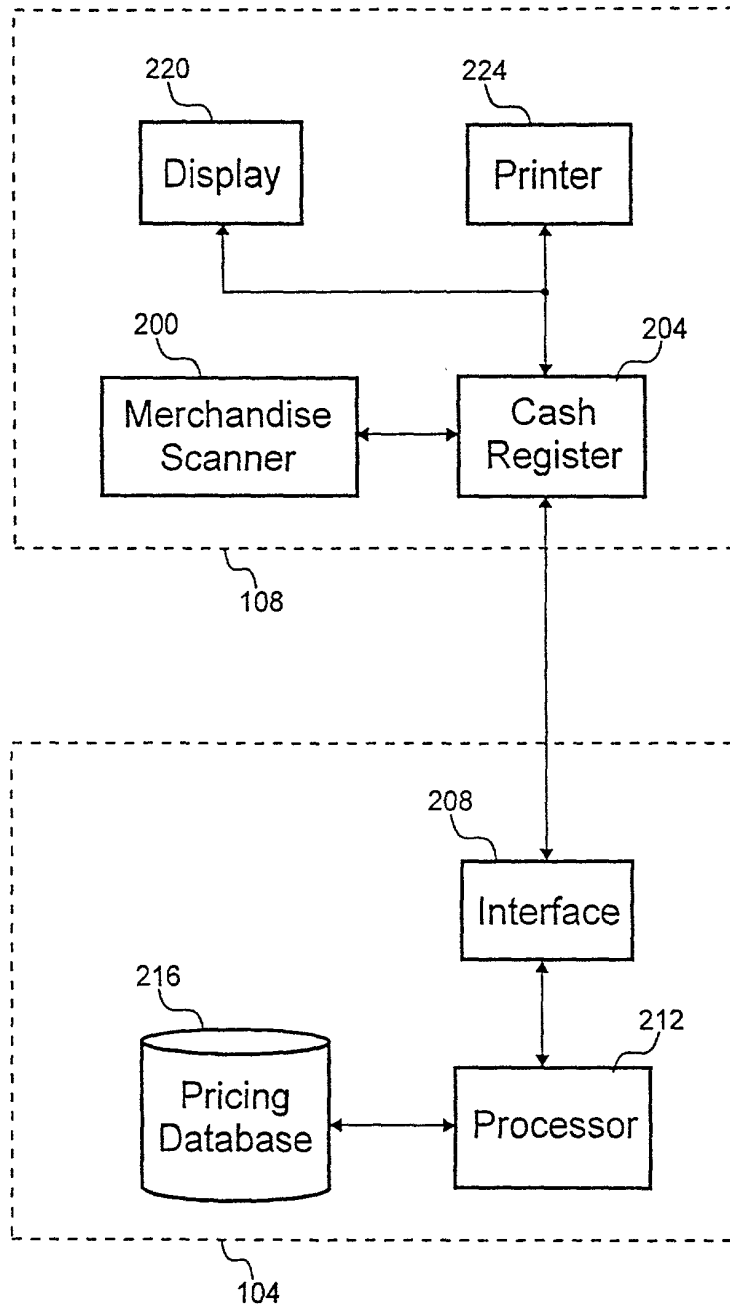 220
224
Display
Printer
200
204
Merchandise
Scanner
Cash
Register
108
208
Interface
216
212
Pricing
Database
Processor
104